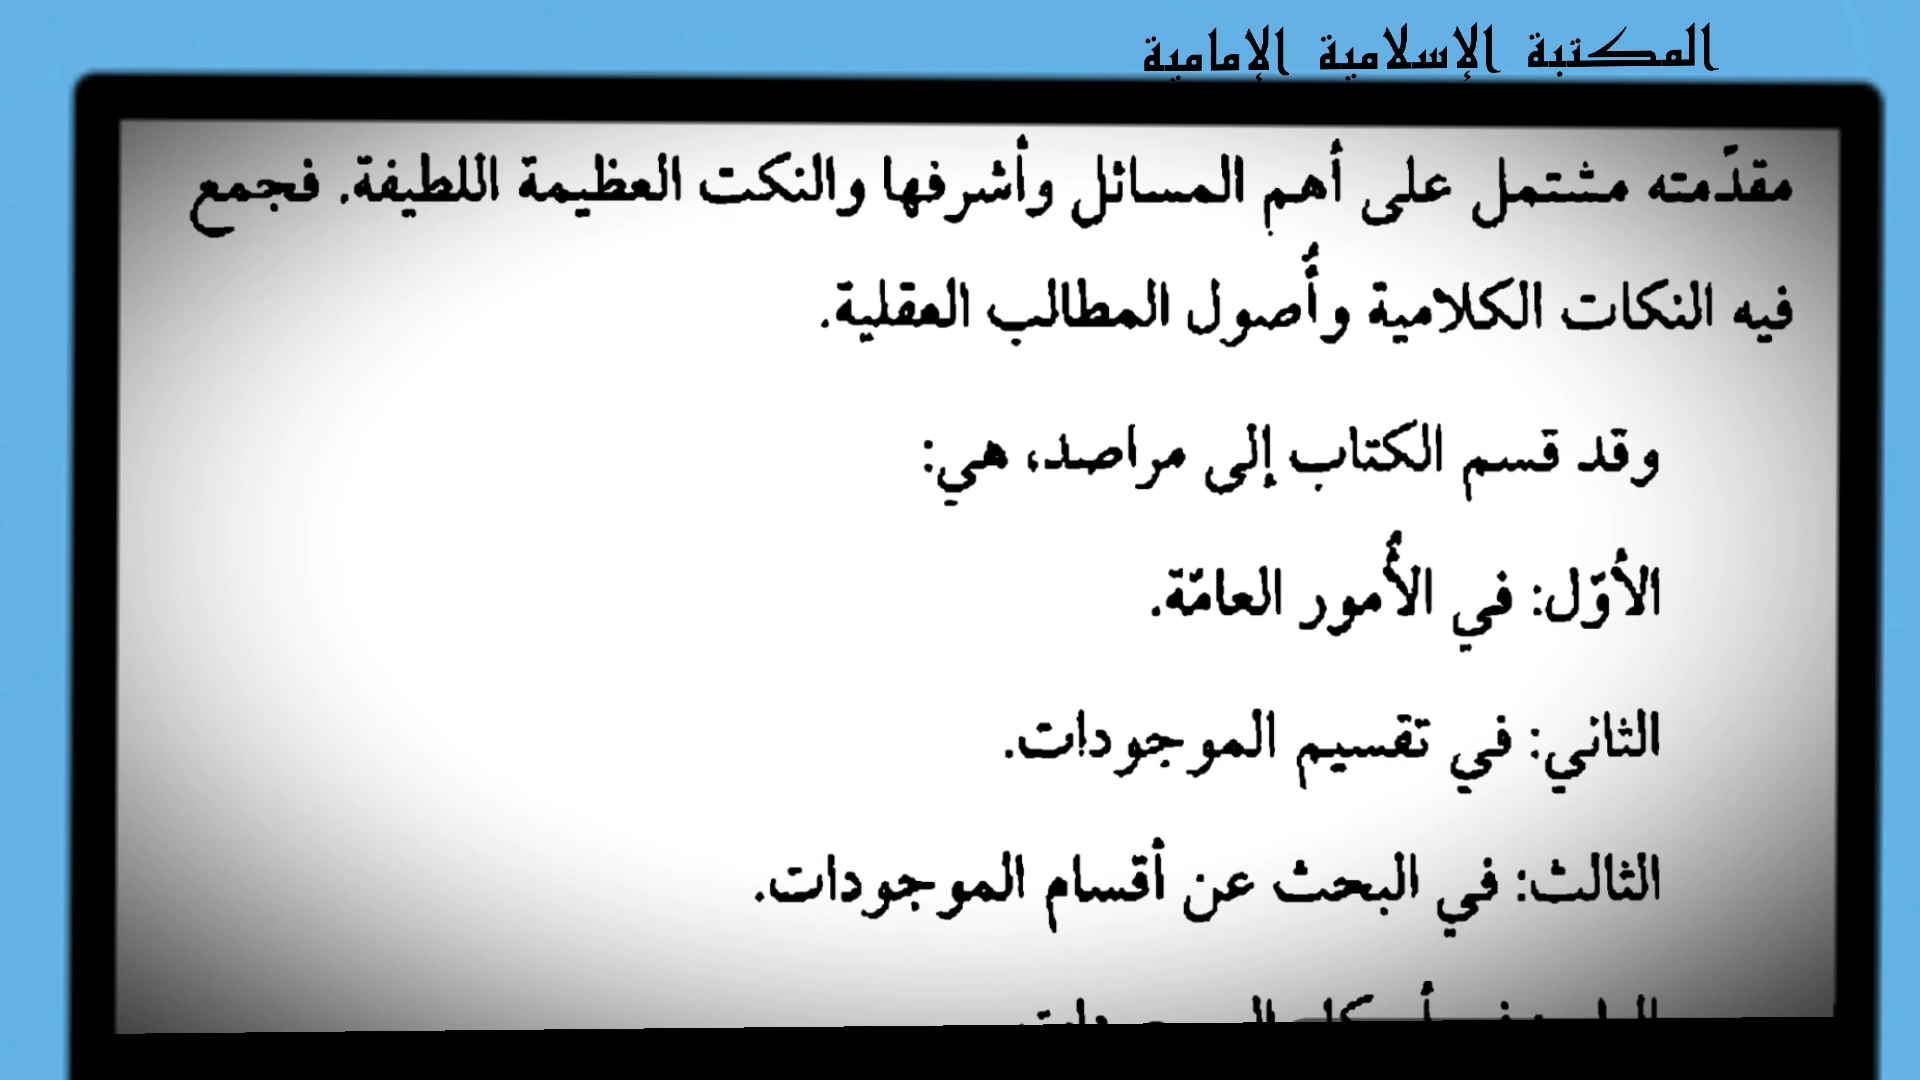 المكتبة الإسلامية الإمامية
مقدّمته مشتمل على أهم المسائل وأشرفها والنكت العظيمة اللطيفة. فجمع
فيه النكات الكلامية وأُصول المطالب العقلية.
وقد قسم الكتاب إلى مراصد، هي:
الأوّل: في الأُمور العامّة.
الثاني: في تقسيم الموجودات.
الثالث: في البحث عن أقسام الموجودات.